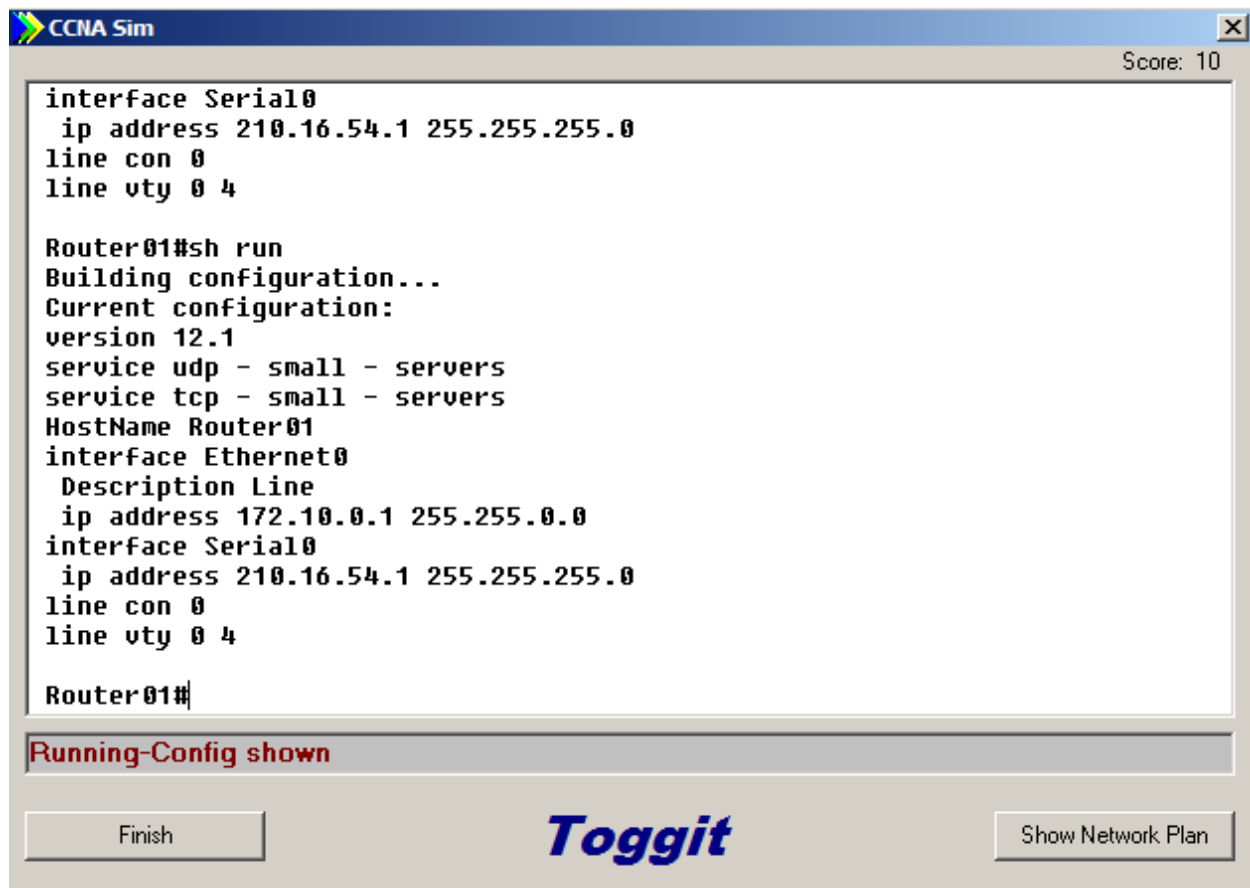 CCNA Sim
Score: 10
interface Serial0
ip address 210.16.54.1 255.255.255.0
line con 0
line vty 0 4
Router01#sh run
Building configuration...
Current configuration:
version 12.1
service udp - small - servers
service tcp - small - servers
HostName Router01
interface Ethernet0
Description Line
ip address 172.10.0.1 255.255.0.0
interface Serial0
ip address 210.16.54.1 255.255.255.0
line con 0
line vty 0 4
Router01#
Running-Config shown
Finish
Toggit
Show Network Plan